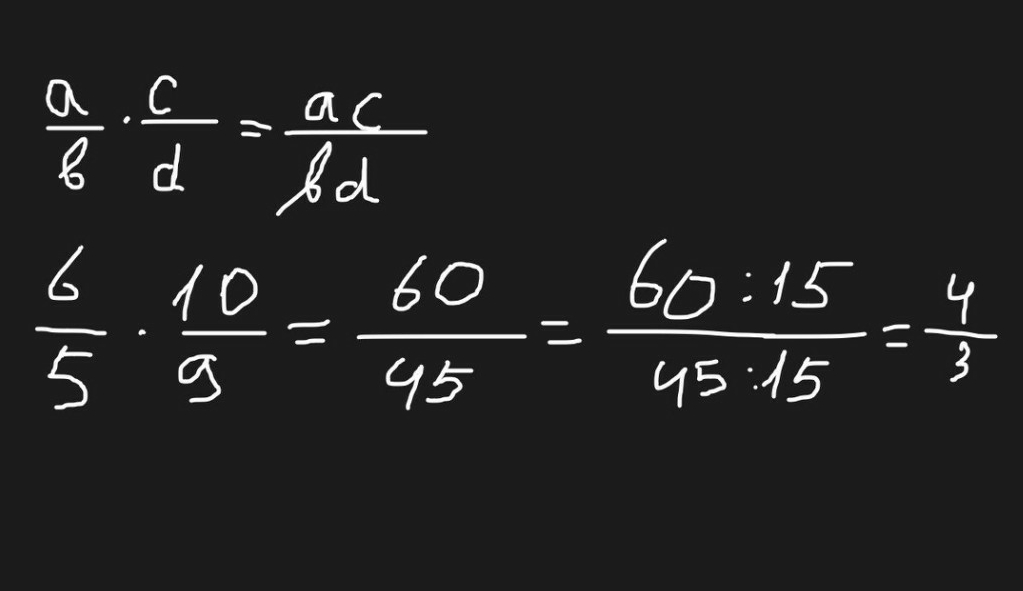 a/b · c/d = ac/bd
6/5 · 10/9 = 60/45 = 60:15/45:15 = 4/3